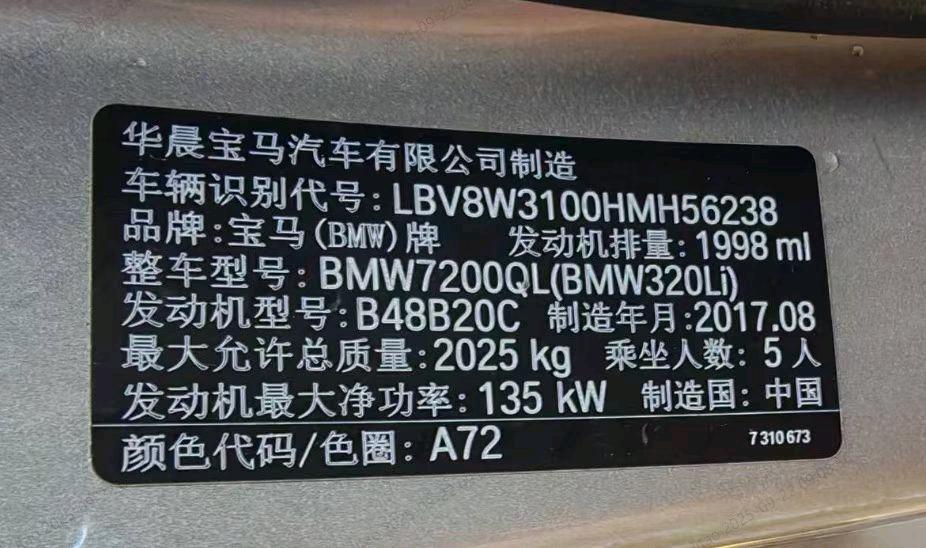 华晨宝马汽车有限公司制造
车辆识别代号:LBV8W3100HMH56238
品牌:宝马(BMW)牌 发动机排量:1998 ml
整车型号:BMW7200QL(BMW320Li)
发动机型号:B48B20C 制造年月:2017.08
最大允许总质量:2025 kg 乘坐人数:5人
发动机最大净功率:135 kW 制造国:中国
颜色代码/色圈:A72 7 310 673